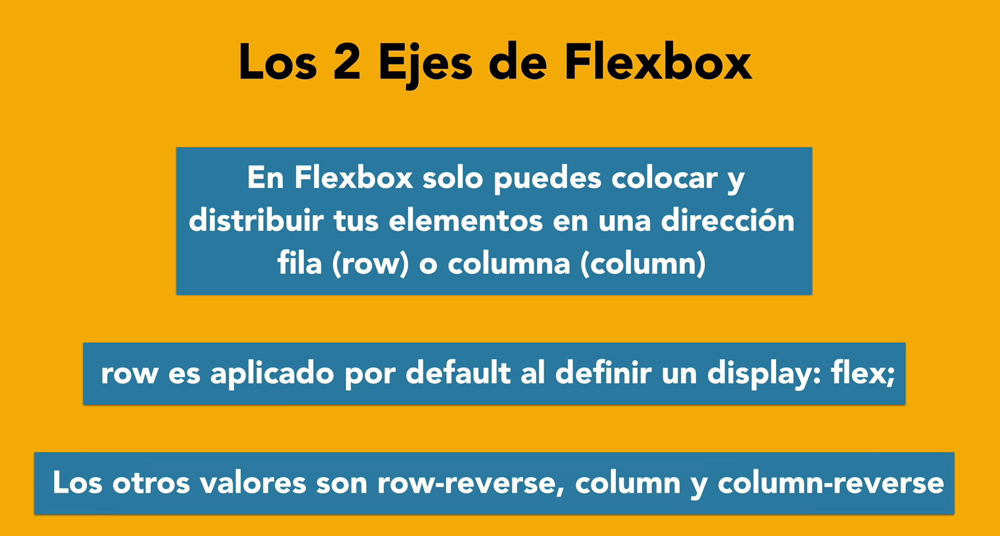 Los 2 Ejes de Flexbox
En Flexbox solo puedes colocar y
distribuir tus elementos en una dirección
fila (row) o columna (column)
row es aplicado por default al definir un display: flex;
Los otros valores son row-reverse, column y column-reverse